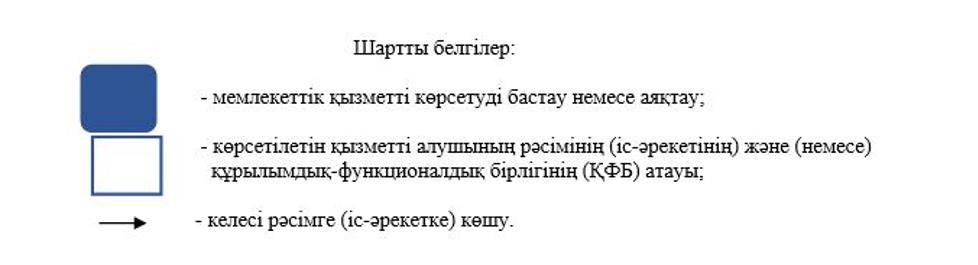 Шартты белгілер:
- мемлекеттік қызметті көрсетуді бастау немесе аяқтау;
- көрсетілетін қызметті алушының рәсімінің (іс-әрекетінің) және (немесе)
құрылымдық-функционалдық бірлігінің (ҚФБ) атауы;
- келесі рәсімге (іс-әрекетке) көшу.